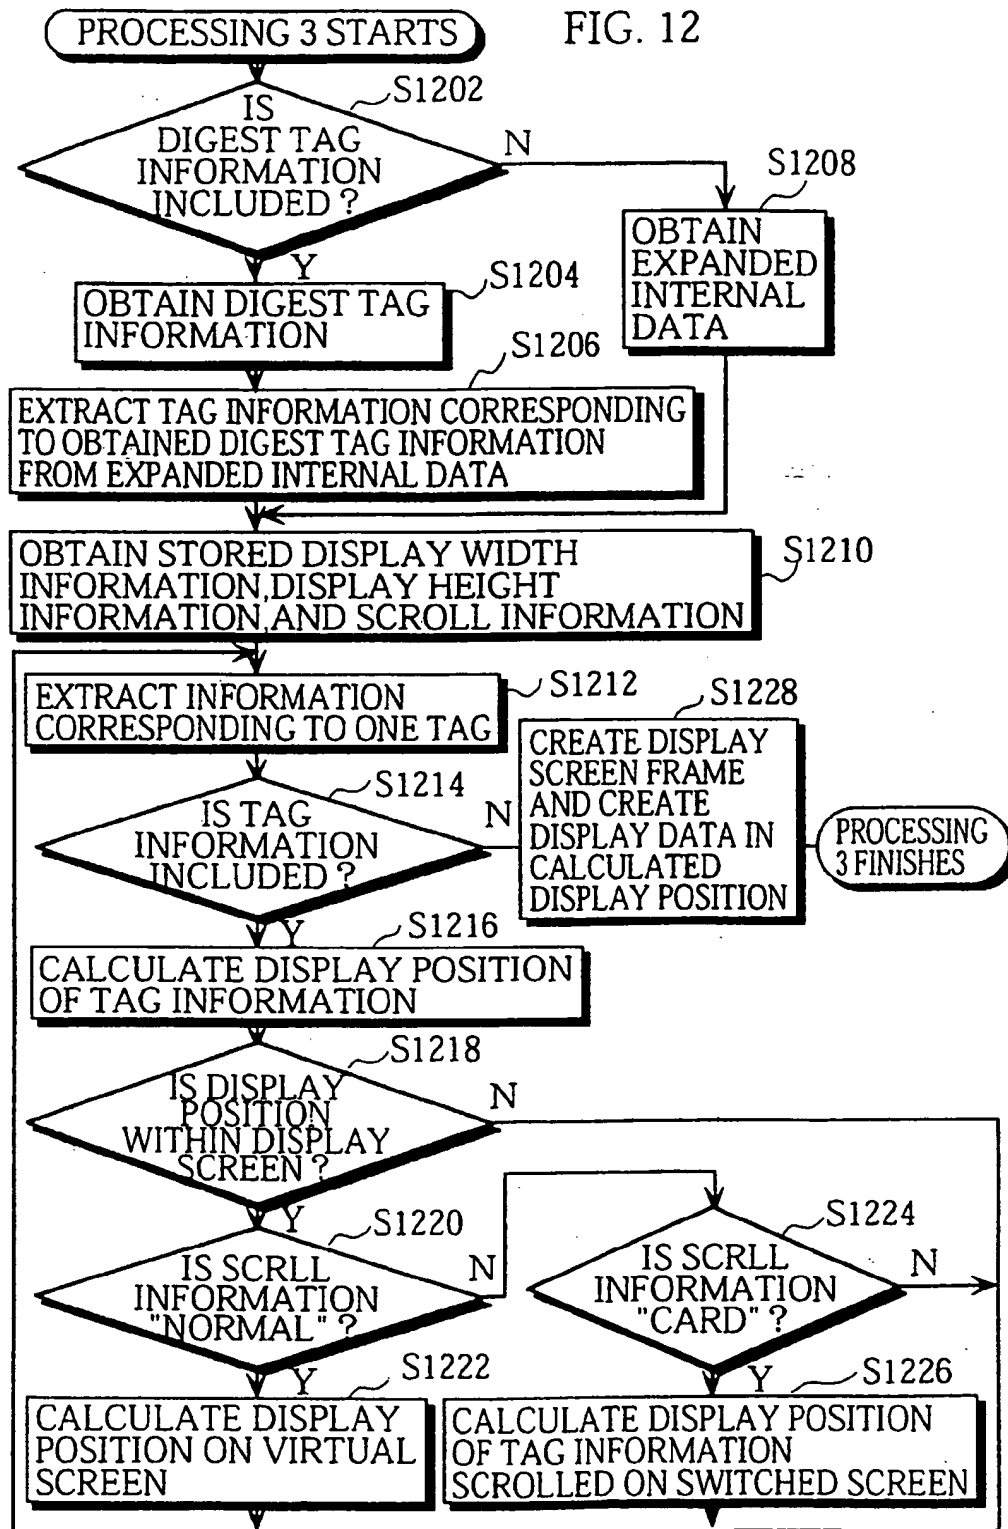 FIG. 12
PROCESSING 3 STARTS
S1202
IS
DIGEST TAG
INFORMATION
INCLUDED ?
N
Y
S1208
OBTAIN
EXPANDED
INTERNAL
DATA
S1204
OBTAIN DIGEST TAG
INFORMATION
S1206
EXTRACT TAG INFORMATION CORRESPONDING
TO OBTAINED DIGEST TAG INFORMATION
FROM EXPANDED INTERNAL DATA
S1210
OBTAIN STORED DISPLAY WIDTH
INFORMATION,DISPLAY HEIGHT
INFORMATION,AND SCROLL INFORMATION
S1212
EXTRACT INFORMATION
CORRESPONDING TO ONE TAG
S1214
IS TAG
INFORMATION
INCLUDED ?
N
Y
S1228
CREATE DISPLAY
SCREEN FRAME
AND CREATE
DISPLAY DATA IN
CALCULATED
DISPLAY POSITION
PROCESSING
3 FINISHES
S1216
CALCULATE DISPLAY POSITION
OF TAG INFORMATION
S1218
IS DISPLAY
POSITION
WITHIN DISPLAY
SCREEN ?
N
Y
S1220
IS SCRLL
INFORMATION
"NORMAL" ?
N
Y
S1224
IS SCRLL
INFORMATION
"CARD" ?
N
Y
S1222
CALCULATE DISPLAY
POSITION ON VIRTUAL
SCREEN
S1226
CALCULATE DISPLAY POSITION
OF TAG INFORMATION
SCROLLED ON SWITCHED SCREEN